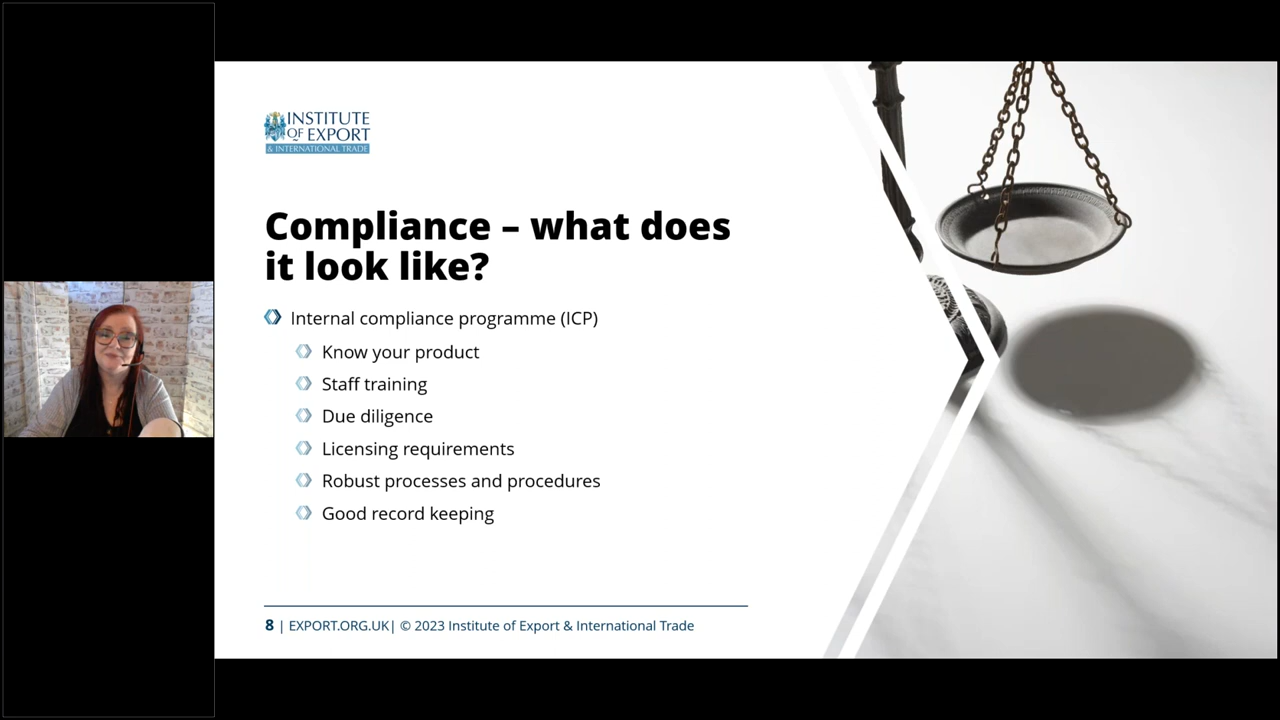 INSTITUTE
OF EXPORT
& INTERNATIONAL TRADE
Compliance – what does
it look like?
Internal compliance programme (ICP)
Know your product
Staff training
Due diligence
Licensing requirements
Robust processes and procedures
Good record keeping
8 | EXPORT.ORG.UK| © 2023 Institute of Export & International Trade